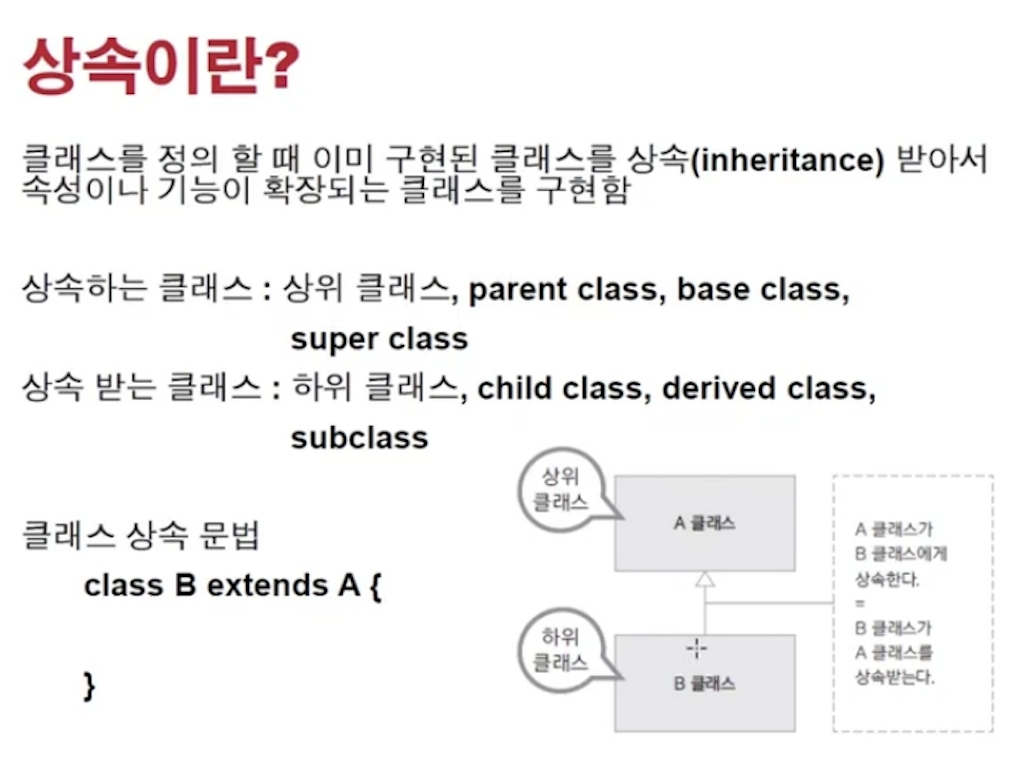 상속이란?
클래스를 정의 할 때 이미 구현된 클래스를 상속(inheritance) 받아서
속성이나 기능이 확장되는 클래스를 구현함
상속하는 클래스 : 상위 클래스, parent class, base class,
super class
상속 받는 클래스 : 하위 클래스, child class, derived class,
subclass
클래스 상속 문법
class B extends A {
}
상위
클래스
A 클래스
하위
클래스
B 클래스
A 클래스가
B 클래스에게
상속한다.
=
B 클래스가
A 클래스를
상속받는다.